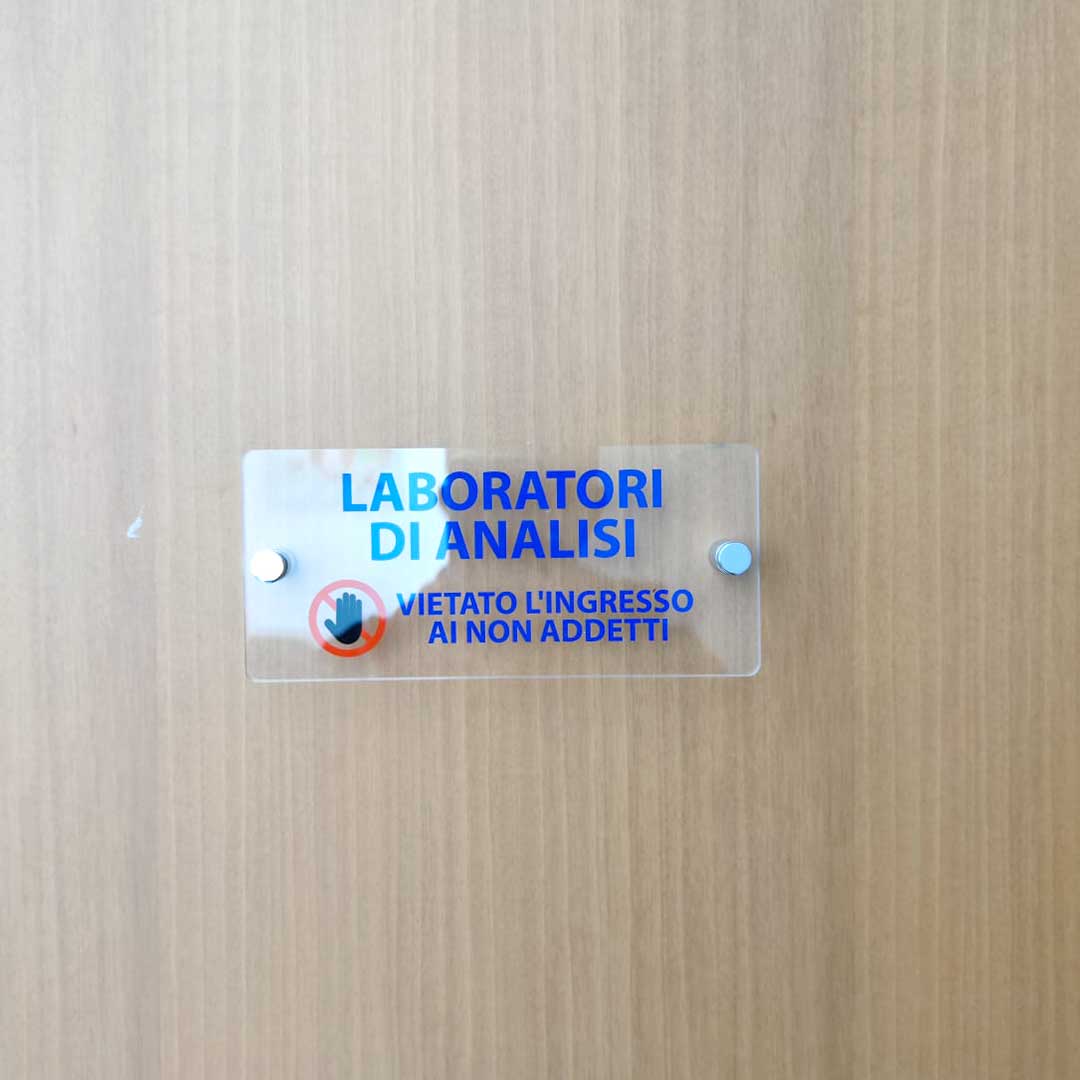 LABORATORI
DI ANALISI
VIETATO L'INGRESSO
AI NON ADDETTI